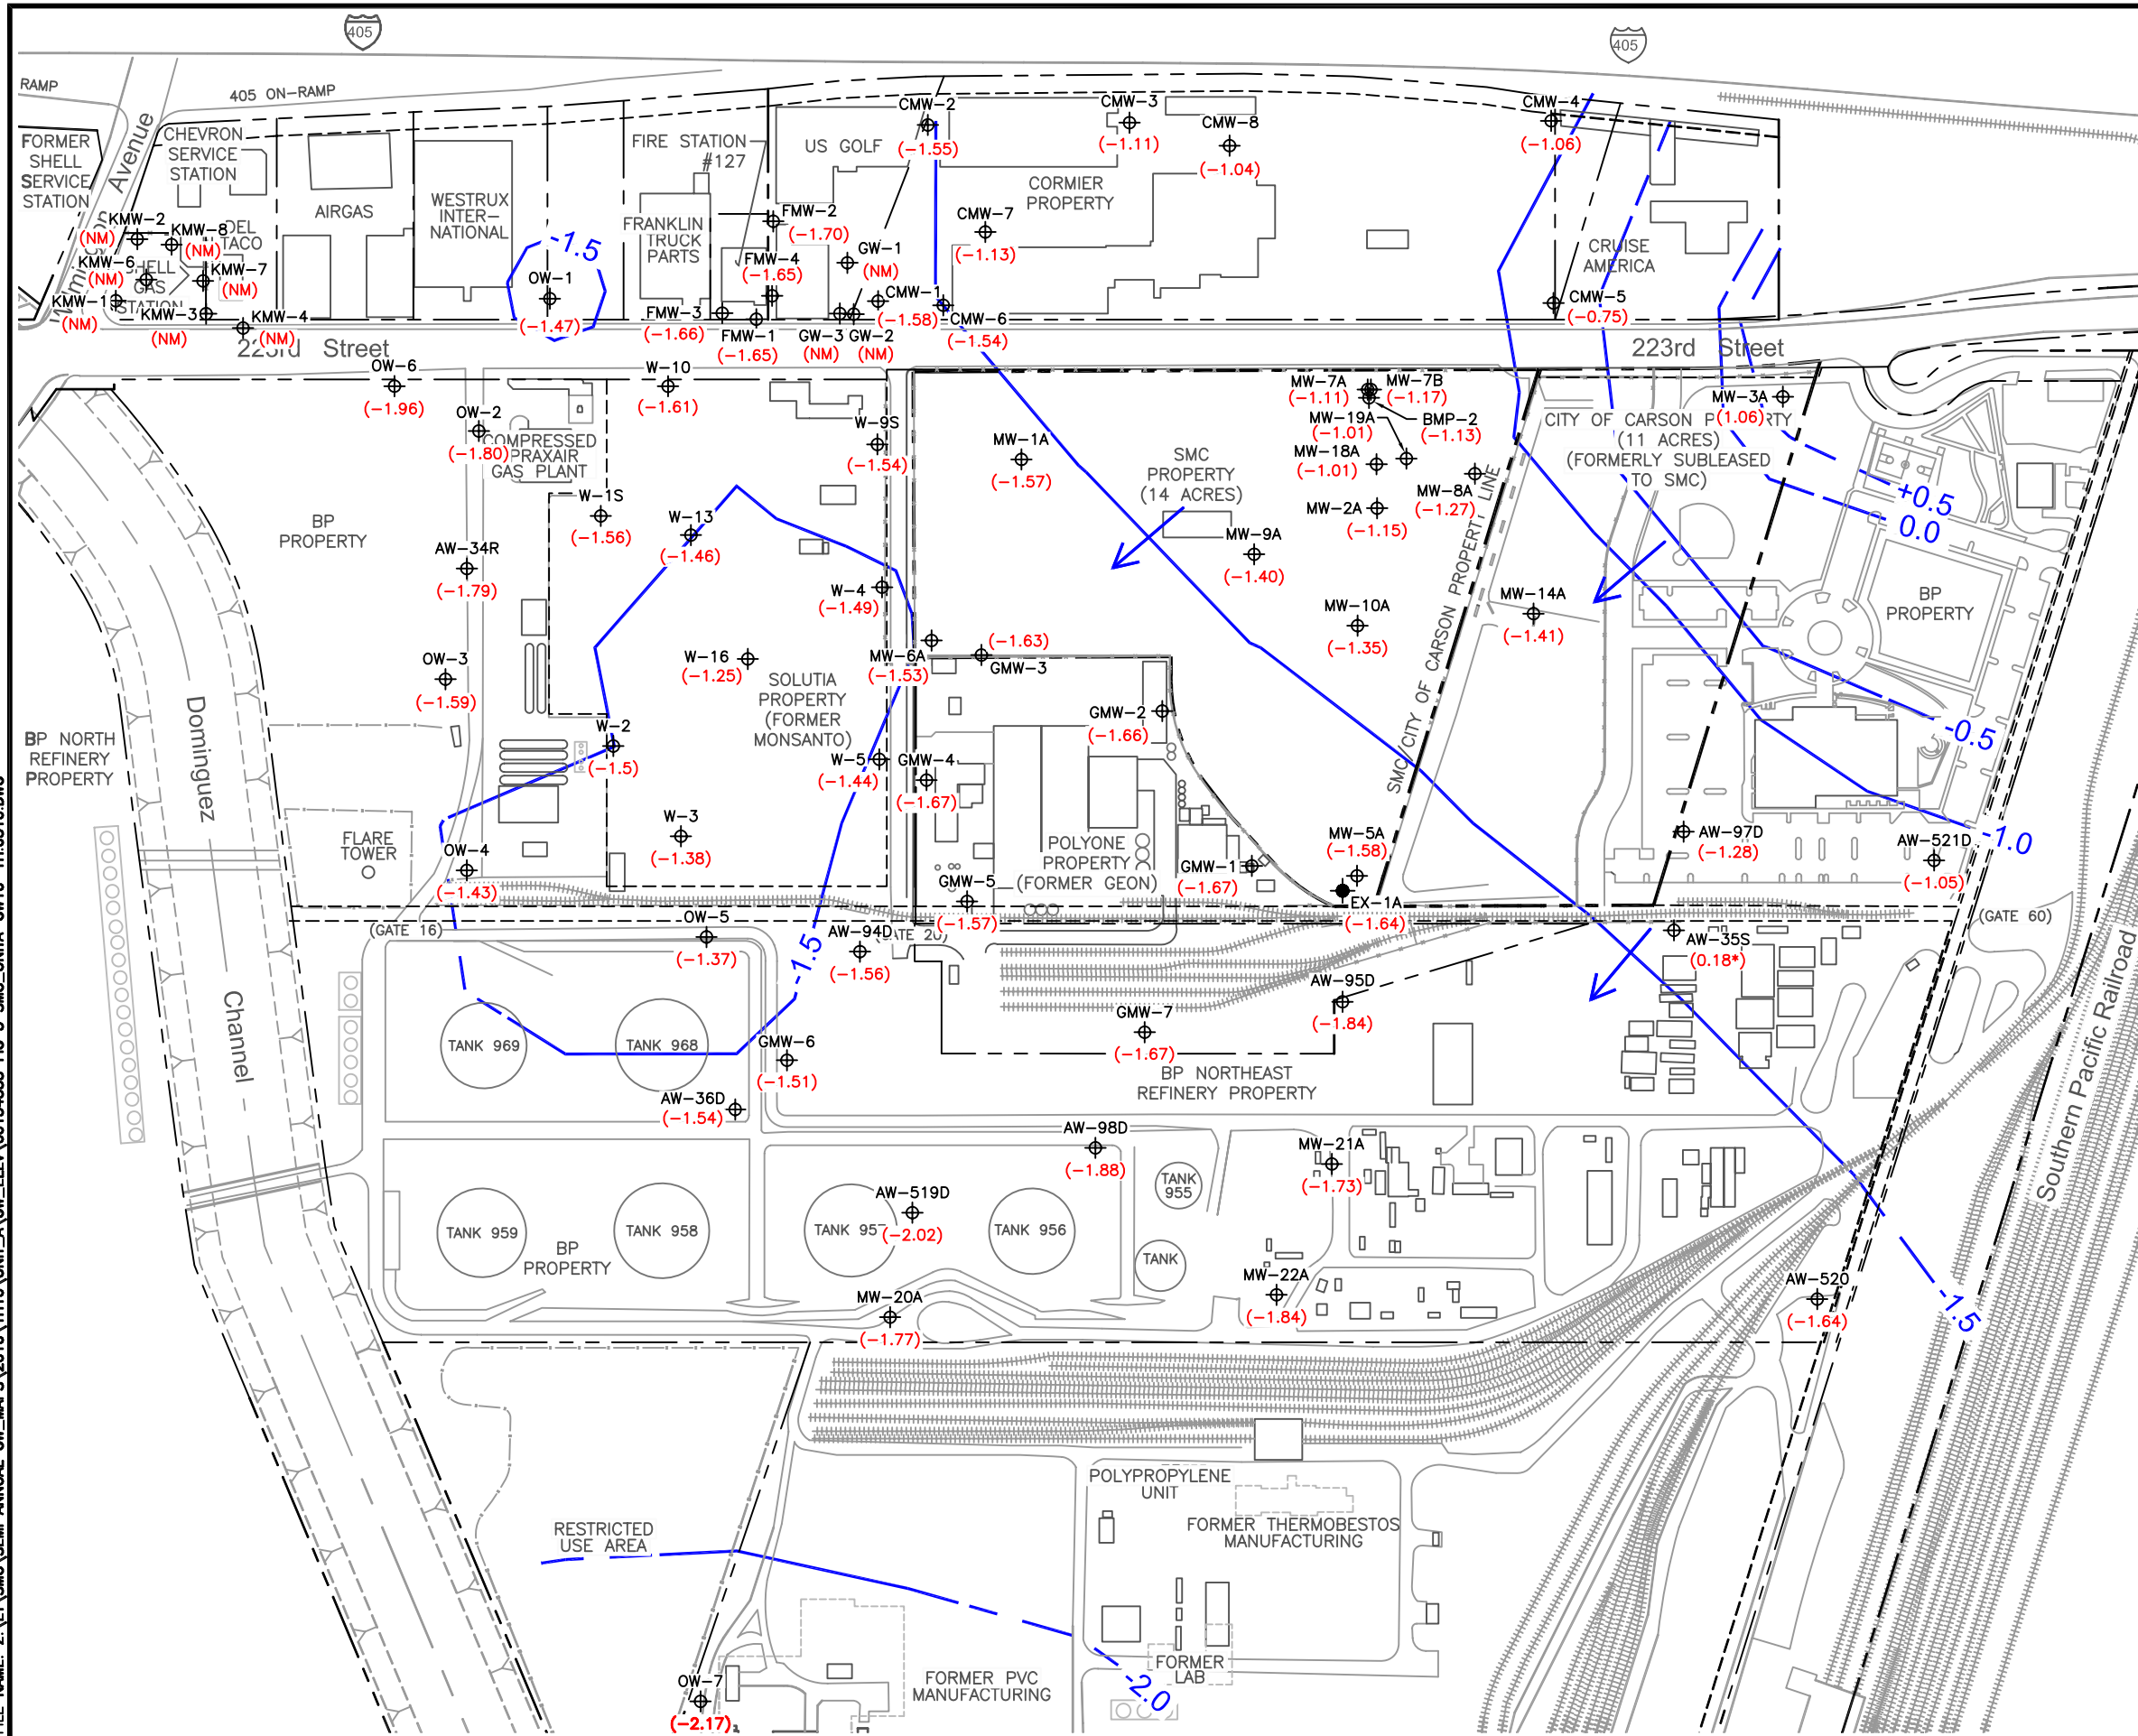 405
405
RAMP
405 ON-RAMP
Avenue
FORMER
SHELL
SERVICE
STATION
CHEVRON
SERVICE
STATION
AIRGAS
WESTRUX
INTER-
NATIONAL
FIRE STATION
#127
FRANKLIN
TRUCK
PARTS
US GOLF
CORMIER
PROPERTY
CRUISE
AMERICA
DEL
TACO
SHELL
GAS
STATION
CMW-2
(-1.55)
CMW-3
(-1.11)
CMW-8
(-1.04)
CMW-4
(-1.06)
CMW-7
(-1.13)
CMW-5
(-0.75)
KMW-2
(NM)
KMW-8
(NM)
KMW-6
(NM)
KMW-7
(NM)
KMW-1
(NM)
KMW-3
(NM)
KMW-4
(NM)
-1.5
OW-1
(-1.47)
FMW-2
(-1.70)
FMW-4
(-1.65)
GW-1
(NM)
FMW-3
(-1.66)
FMW-1
(-1.65)
GW-3
(NM)
GW-2
(NM)
CMW-1
(-1.58)
CMW-6
(-1.54)
223rd Street
223rd Street
OW-6
(-1.96)
W-10
(-1.61)
OW-2
(-1.80)
COMPRESSED
PRAXAIR
GAS PLANT
W-9S
(-1.54)
MW-1A
(-1.57)
MW-7A
(-1.11)
MW-7B
(-1.17)
MW-19A
(-1.01)
BMP-2
(-1.13)
MW-18A
(-1.01)
MW-8A
(-1.27)
MW-2A
(-1.15)
MW-3A
(1.06)
CITY OF CARSON PROPERTY
(11 ACRES)
(FORMERLY SUBLEASED
TO SMC)
SMC
PROPERTY
(14 ACRES)
SMC/CITY OF CARSON PROPERTY LINE
+0.5
0.0
BP
PROPERTY
W-1S
(-1.56)
W-13
(-1.46)
AW-34R
(-1.79)
W-4
(-1.49)
MW-9A
(-1.40)
MW-10A
(-1.35)
MW-14A
(-1.41)
BP
PROPERTY
OW-3
(-1.59)
W-16
(-1.25)
SOLUTIA
PROPERTY
(FORMER
MONSANTO)
MW-6A
(-1.53)
(-1.63)
GMW-3
GMW-2
(-1.66)
-0.5
Dominguez
Channel
BP NORTH
REFINERY
PROPERTY
W-2
(-1.5)
W-5
(-1.44)
GMW-4
(-1.67)
W-3
(-1.38)
FLARE
TOWER
OW-4
(-1.43)
POLYONE
PROPERTY
(FORMER GEON)
GMW-1
(-1.67)
MW-5A
(-1.58)
EX-1A
(-1.64)
AW-97D
(-1.28)
AW-521D
(-1.05)
-1.0
GMW-5
(-1.57)
(GATE 16)
OW-5
(-1.37)
-1.5
AW-94D
(-1.56)
(GATE 20)
(GATE 60)
AW-35S
(0.18*)
AW-95D
(-1.84)
GMW-7
(-1.67)
BP NORTHEAST
REFINERY PROPERTY
TANK 969
TANK 968
GMW-6
(-1.51)
AW-36D
(-1.54)
AW-98D
(-1.88)
MW-21A
(-1.73)
TANK
955
AW-519D
(-2.02)
TANK 959
TANK 958
TANK 957
TANK 956
TANK
BP
PROPERTY
MW-22A
(-1.84)
MW-20A
(-1.77)
AW-520
(-1.64)
-1.5
Southern Pacific Railroad
POLYPROPYLENE
UNIT
FORMER THERMOBESTOS
MANUFACTURING
RESTRICTED
USE AREA
FORMER
LAB
-2.0
FORMER PVC
MANUFACTURING
OW-7
(-2.17)